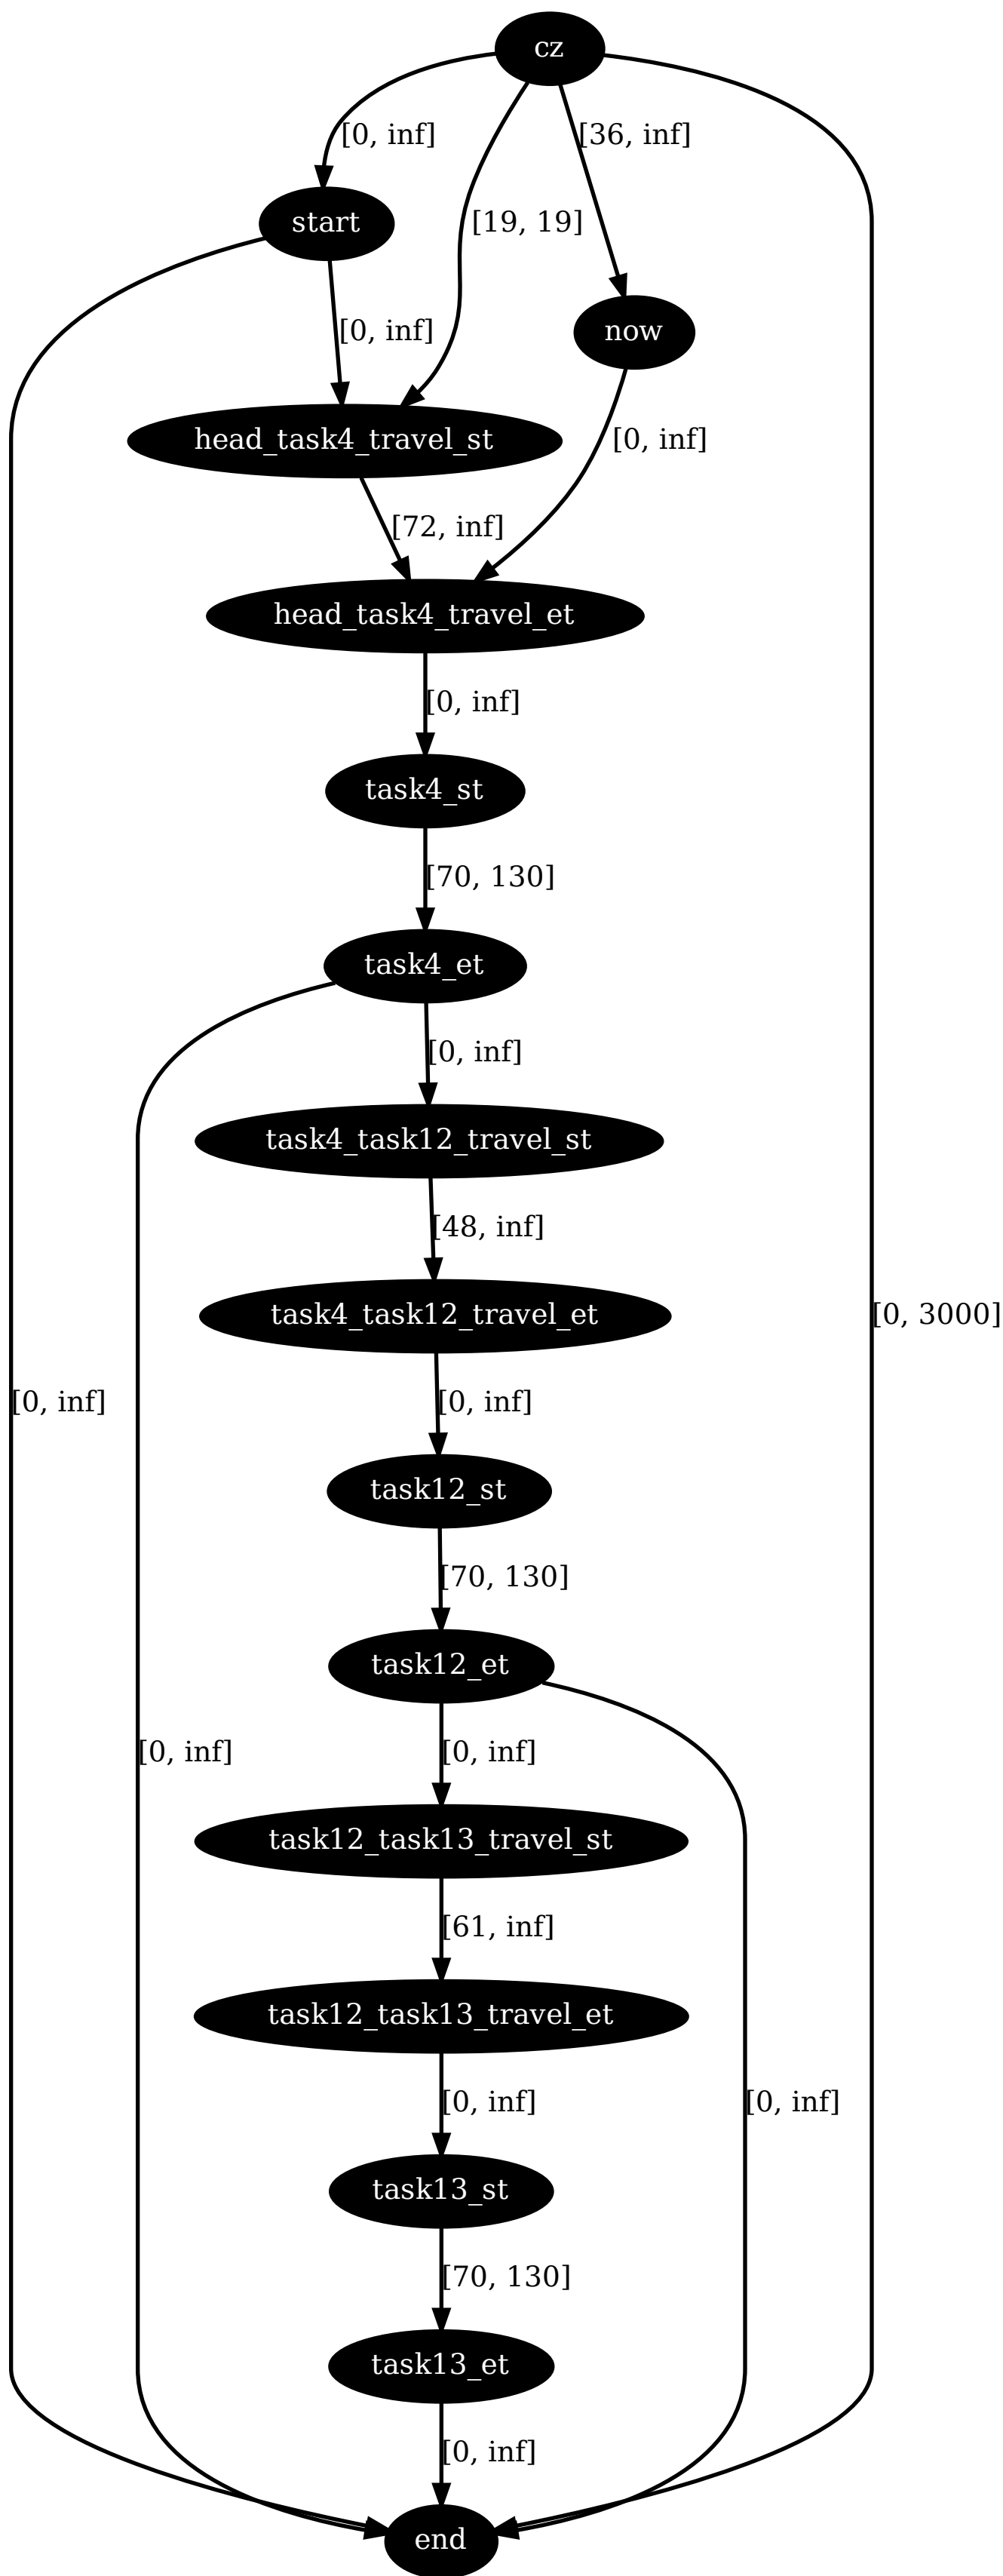 cz
[0, inf]
[36, inf]
start
[19, 19]
now
[0, inf]
head_task4_travel_st
[0, inf]
[72, inf]
head_task4_travel_et
[0, inf]
task4_st
[70, 130]
task4_et
[0, inf]
task4_task12_travel_st
[48, inf]
task4_task12_travel_et
[0, 3000]
[0, inf]
[0, inf]
task12_st
[70, 130]
task12_et
[0, inf]
[0, inf]
task12_task13_travel_st
[61, inf]
task12_task13_travel_et
[0, inf]
[0, inf]
task13_st
[70, 130]
task13_et
[0, inf]
end